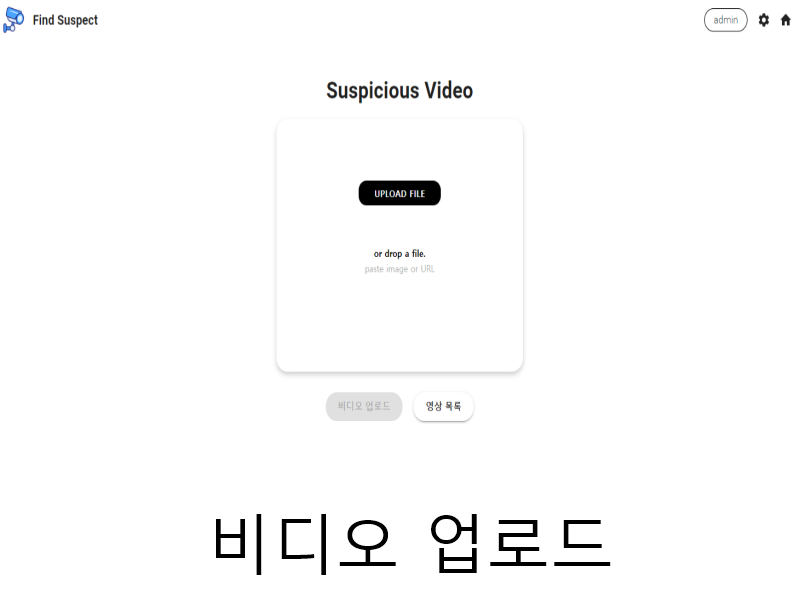 Find Suspect
admin
Suspicious Video
UPLOAD FILE
or drop a file.
paste image or URL
비디오 업로드
영상 목록
비디오 업로드